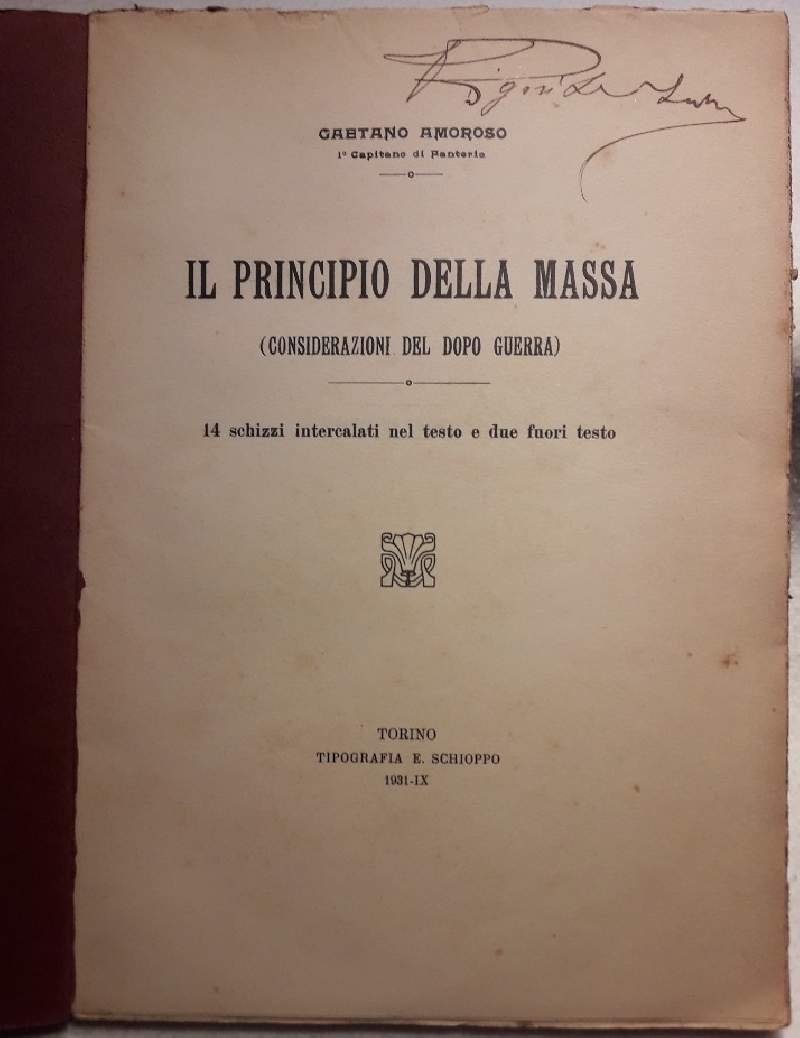 GAETANO AMOROSO
1º Capitano di Fanteria
IL PRINCIPIO DELLA MASSA
(CONSIDERAZIONI DEL DOPO GUERRA)
14 schizzi intercalati nel testo e due fuori testo
TORINO
TIPOGRAFIA E. SCHIOPPO
1931-IX